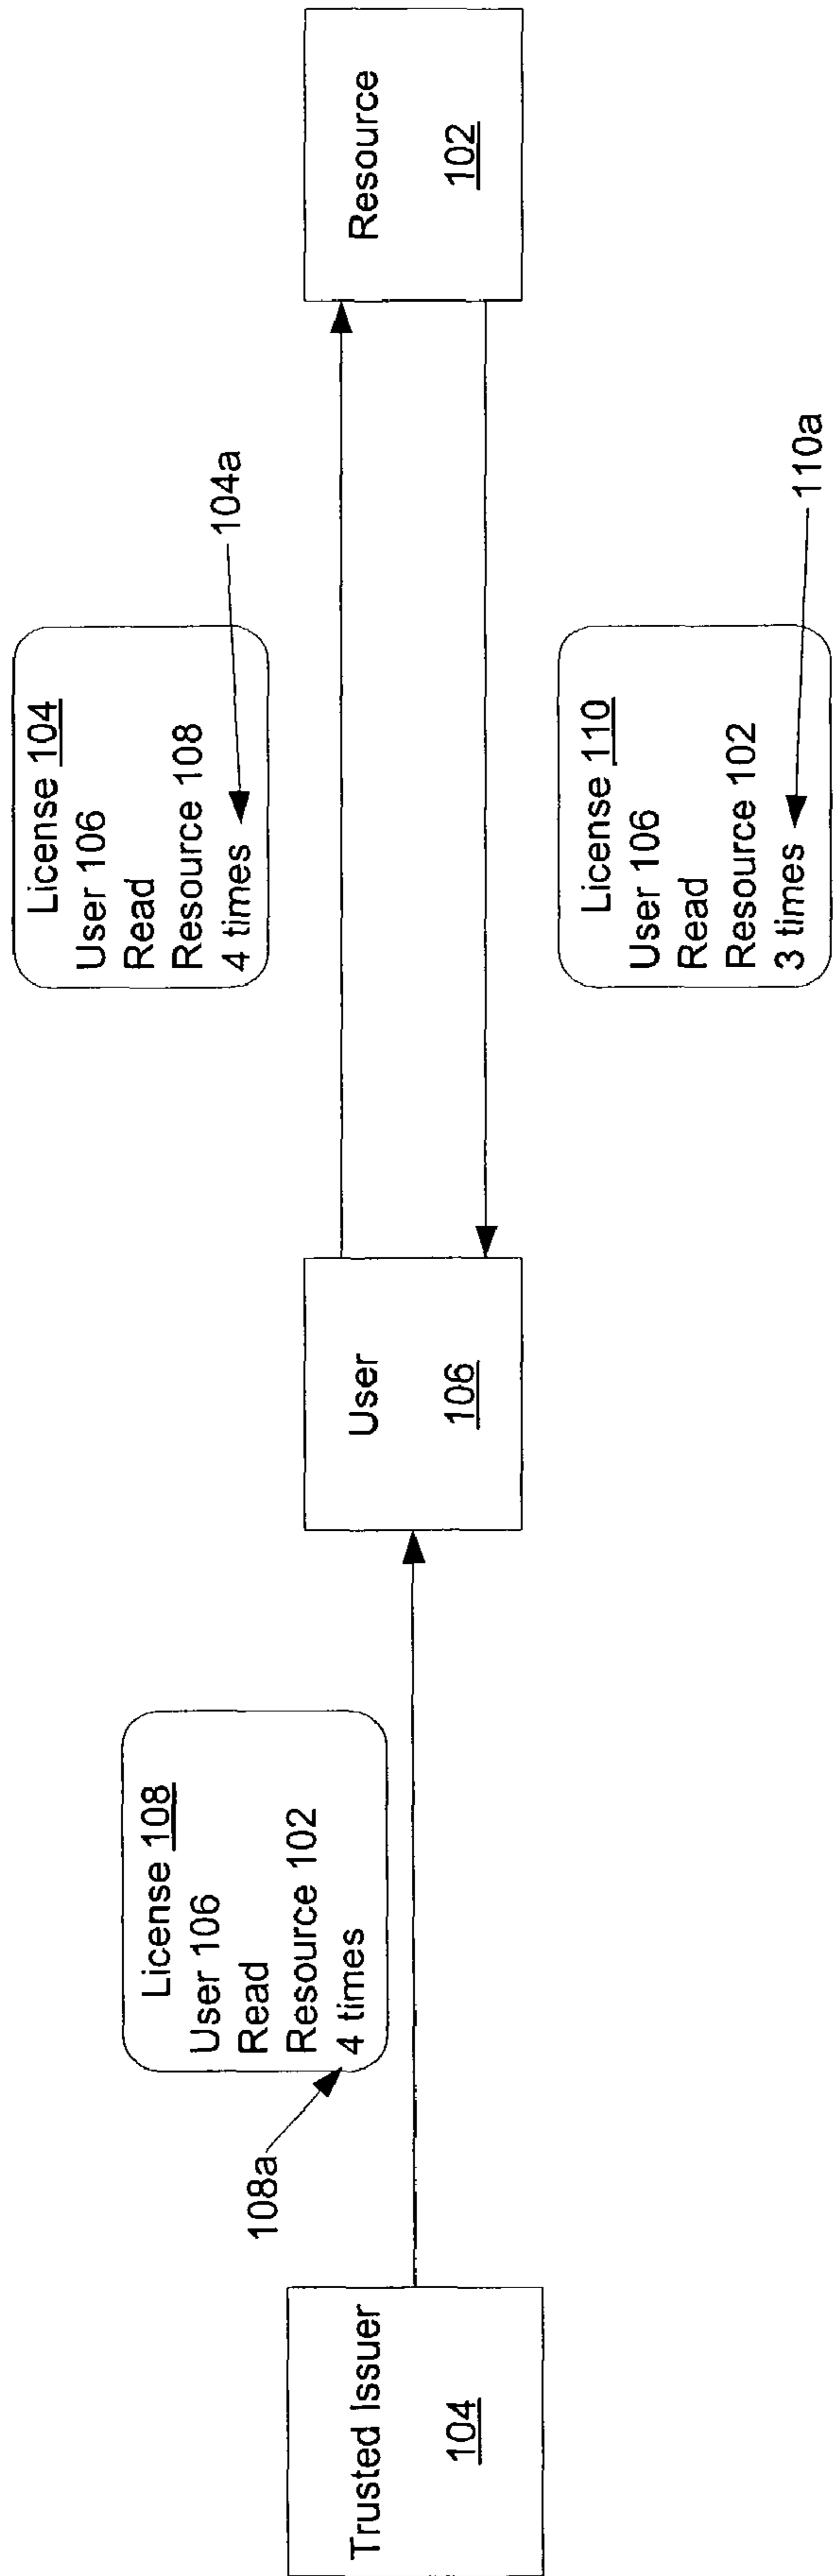 Trusted Issuer
104
108a
License 108
User 106
Read
Resource 102
4 times
User
106
License 104
User 106
Read
Resource 108
4 times
104a
License 110
User 106
Read
Resource 102
3 times
110a
Resource
102